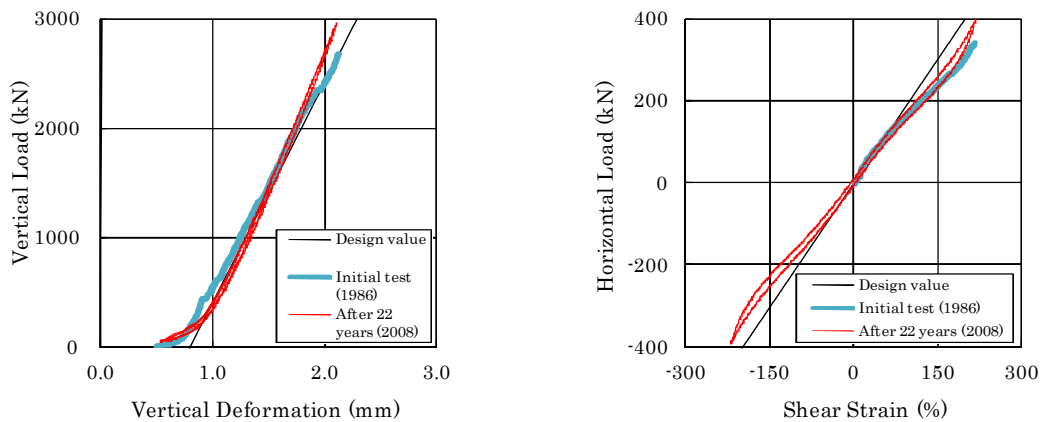 Vertical Load (kN)
3000
2000
1000
0
0.0 1.0 2.0 3.0
Vertical Deformation (mm)
Design value
Initial test
(1986)
After 22
years (2008)
Horizontal Load (kN)
400
200
0
-200
-400
-300 -150 0 150 300
Shear Strain (%)
Design value
Initial test (1986)
After 22 years (2008)